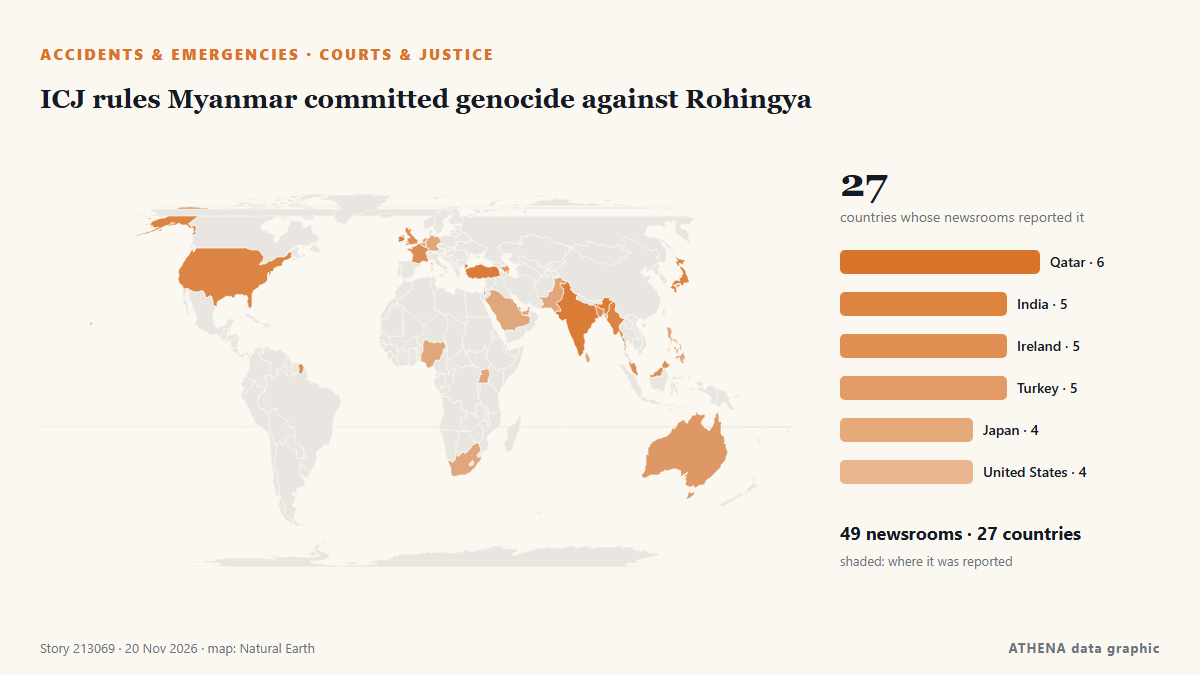 ACCIDENTS & EMERGENCIES · COURTS & JUSTICE
ICJ rules Myanmar committed genocide against Rohingya
27
countries whose newsrooms reported it
Qatar · 6
India · 5
Ireland · 5
Turkey · 5
Japan · 4
United States · 4
49 newsrooms · 27 countries
shaded: where it was reported
Story 213069 · 20 Nov 2026 · map: Natural Earth
ATHENA data graphic